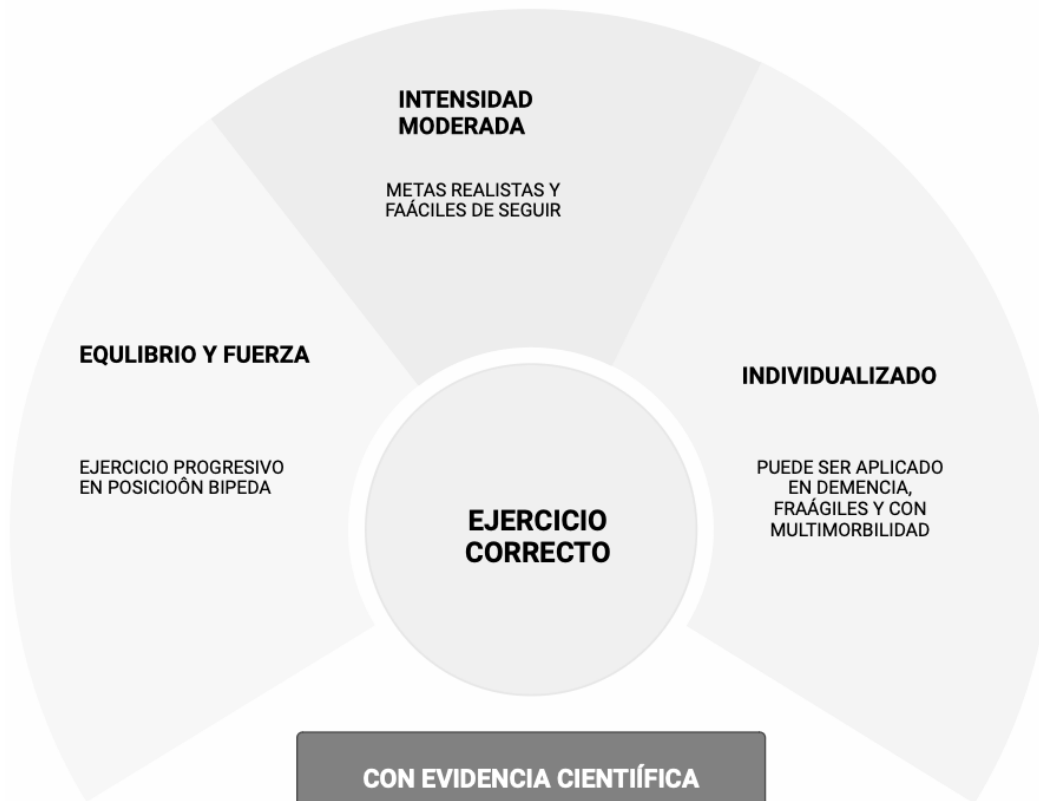 INTENSIDAD
MODERADA
METAS REALISTAS Y
FAÁCILES DE SEGUIR
EQULIBRIO Y FUERZA
EJERCICIO PROGRESIVO
EN POSICIOÔN BIPEDA
INDIVIDUALIZADO
PUEDE SER APLICADO
EN DEMENCIA,
FRAÁGILES Y CON
MULTIMORBILIDAD
EJERCICIO
CORRECTO
CON EVIDENCIA CIENTIÍFICA